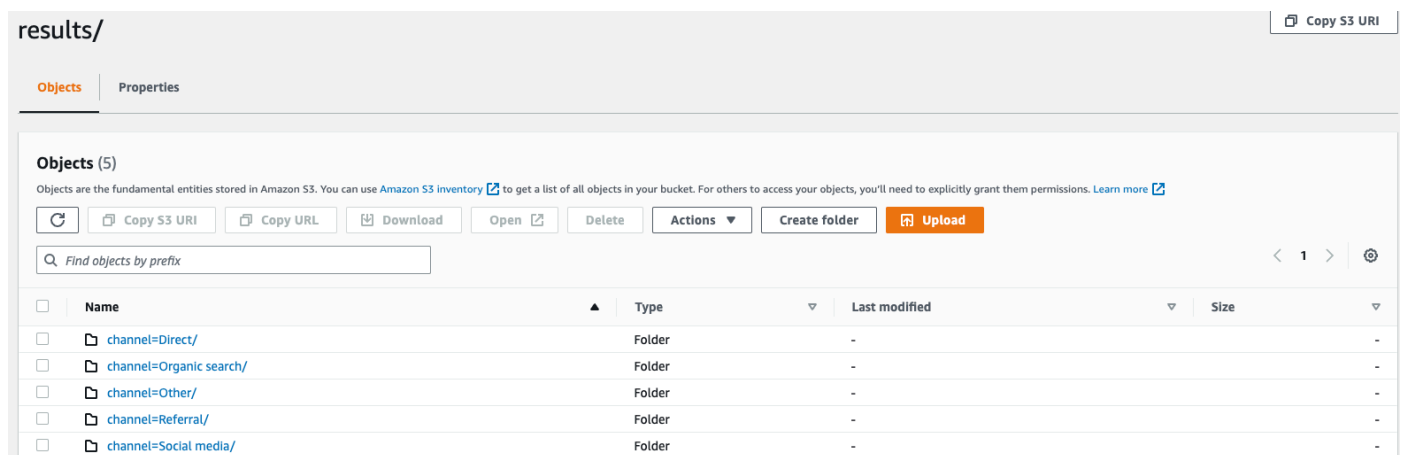 results/
Copy S3 URI
Objects
Properties
Objects (5)
Objects are the fundamental entities stored in Amazon S3. You can use Amazon S3 inventory to get a list of all objects in your bucket. For others to access your objects, you'll need to explicitly grant them permissions. Learn more
Copy S3 URI Copy URL Download Open Delete Actions Create folder Upload
Find objects by prefix
1
Name Type Last modified Size
channel=Direct/ Folder - -
channel=Organic search/ Folder - -
channel=Other/ Folder - -
channel=Referral/ Folder - -
channel=Social media/ Folder - -